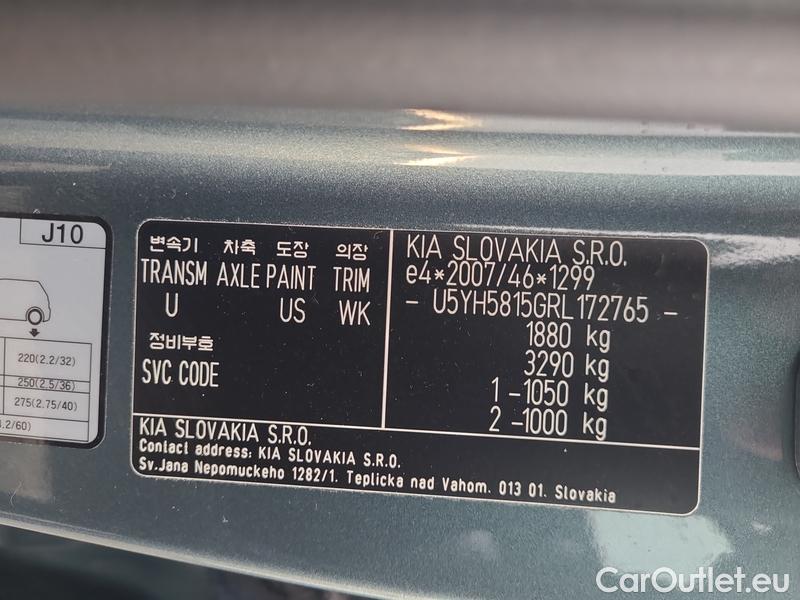 J10
220(2.2/32)
250(2.5/36)
275(2.75/40)
.2/60)
변속기 차축 도장 의장
TRANSM AXLE PAINT TRIM
U US WK
정비부호
SVC CODE
KIA SLOVAKIA S.R.O.
e4*2007/46*1299
- U5YH5815GRL172765 -
1880 kg
3290 kg
1 -1050 kg
2 -1000 kg
KIA SLOVAKIA S.R.O.
Contact address: KIA SLOVAKIA S.R.O.
Sv.Jana Nepomuckeho 1282/1. Teplicka nad Vahom. 013 01. Slovakia
CarOutlet.eu